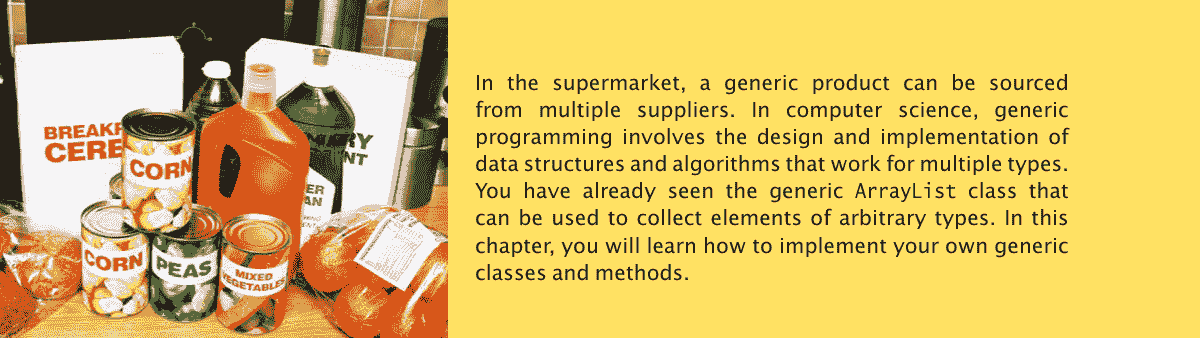 BREAKF
CERE
CORN
CORN
PEAS
MIXED
VEGETABLES
In the supermarket, a generic product can be sourced
from multiple suppliers. In computer science, generic
programming involves the design and implementation of
data structures and algorithms that work for multiple types.
You have already seen the generic ArrayList class that
can be used to collect elements of arbitrary types. In this
chapter, you will learn how to implement your own generic
classes and methods.